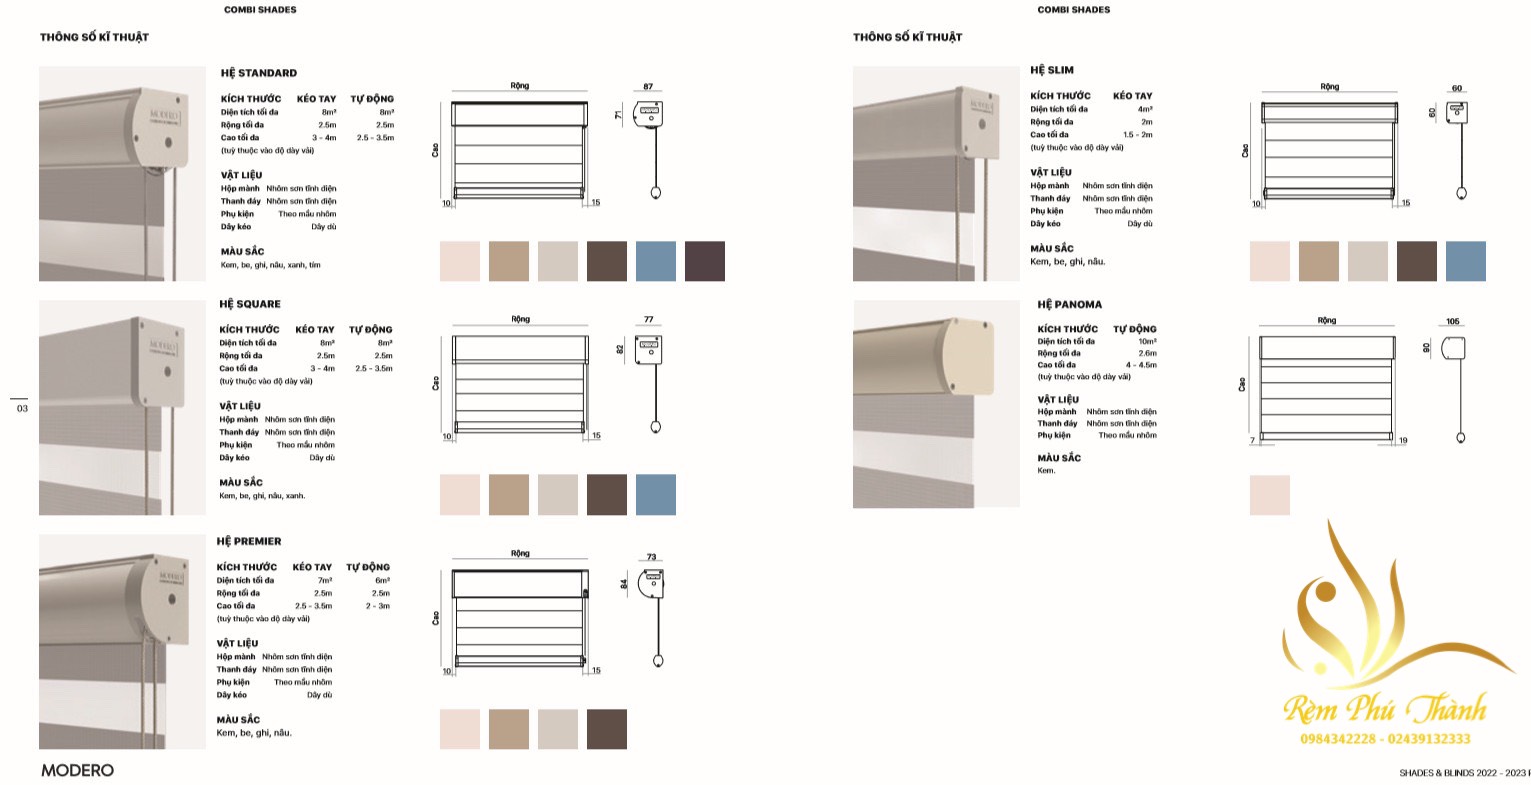 COMBI SHADES
THÔNG SỐ KĨ THUẬT
HỆ STANDARD
KÍCH THƯỚC KÉO TAY TỰ ĐỘNG
Diện tích tối đa 8m² 8m²
Rộng tối đa 2.5m 2.5m
Cao tối đa 3 - 4m 2.5 - 3.5m
(tuỳ thuộc vào độ dày vải)
VẬT LIỆU
Hộp mành Nhôm sơn tĩnh điện
Thanh đáy Nhôm sơn tĩnh điện
Phụ kiện Theo mầu nhôm
Dây kéo Dây dù
MÀU SẮC
Kem, be, ghi, nâu, xanh, tím
Rộng
87
71
Cao
10
15
HỆ SQUARE
KÍCH THƯỚC KÉO TAY TỰ ĐỘNG
Diện tích tối đa 8m² 8m²
Rộng tối đa 2.5m 2.5m
Cao tối đa 3 - 4m 2.5 - 3.5m
(tuỳ thuộc vào độ dày vải)
VẬT LIỆU
Hộp mành Nhôm sơn tĩnh điện
Thanh đáy Nhôm sơn tĩnh điện
Phụ kiện Theo mầu nhôm
Dây kéo Dây dù
MÀU SẮC
Kem, be, ghi, nâu, xanh.
Rộng
77
82
Cao
10
15
03
HỆ PREMIER
KÍCH THƯỚC KÉO TAY TỰ ĐỘNG
Diện tích tối đa 7m² 6m²
Rộng tối đa 2.5m 2.5m
Cao tối đa 2.5 - 3.5m 2 - 3m
(tuỳ thuộc vào độ dày vải)
VẬT LIỆU
Hộp mành Nhôm sơn tĩnh điện
Thanh đáy Nhôm sơn tĩnh điện
Phụ kiện Theo mầu nhôm
Dây kéo Dây dù
MÀU SẮC
Kem, be, ghi, nâu.
Rộng
73
84
Cao
10
15
MODERO
COMBI SHADES
THÔNG SỐ KĨ THUẬT
HỆ SLIM
KÍCH THƯỚC KÉO TAY
Diện tích tối đa 4m²
Rộng tối đa 2m
Cao tối đa 1.5 - 2m
(tuỳ thuộc vào độ dày vải)
VẬT LIỆU
Hộp mành Nhôm sơn tĩnh điện
Thanh đáy Nhôm sơn tĩnh điện
Phụ kiện Theo mầu nhôm
Dây kéo Dây dù
MÀU SẮC
Kem, be, ghi, nâu.
Rộng
60
60
Cao
10
15
HỆ PANOMA
KÍCH THƯỚC TỰ ĐỘNG
Diện tích tối đa 10m²
Rộng tối đa 2.6m
Cao tối đa 4 - 4.5m
(tuỳ thuộc vào độ dày vải)
VẬT LIỆU
Hộp mành Nhôm sơn tĩnh điện
Thanh đáy Nhôm sơn tĩnh điện
Phụ kiện Theo mầu nhôm
MÀU SẮC
Kem.
Rộng
105
90
Cao
7
19
Rèm Phú Thành
0984342228 - 02439132333
SHADES & BLINDS 2022 - 2023